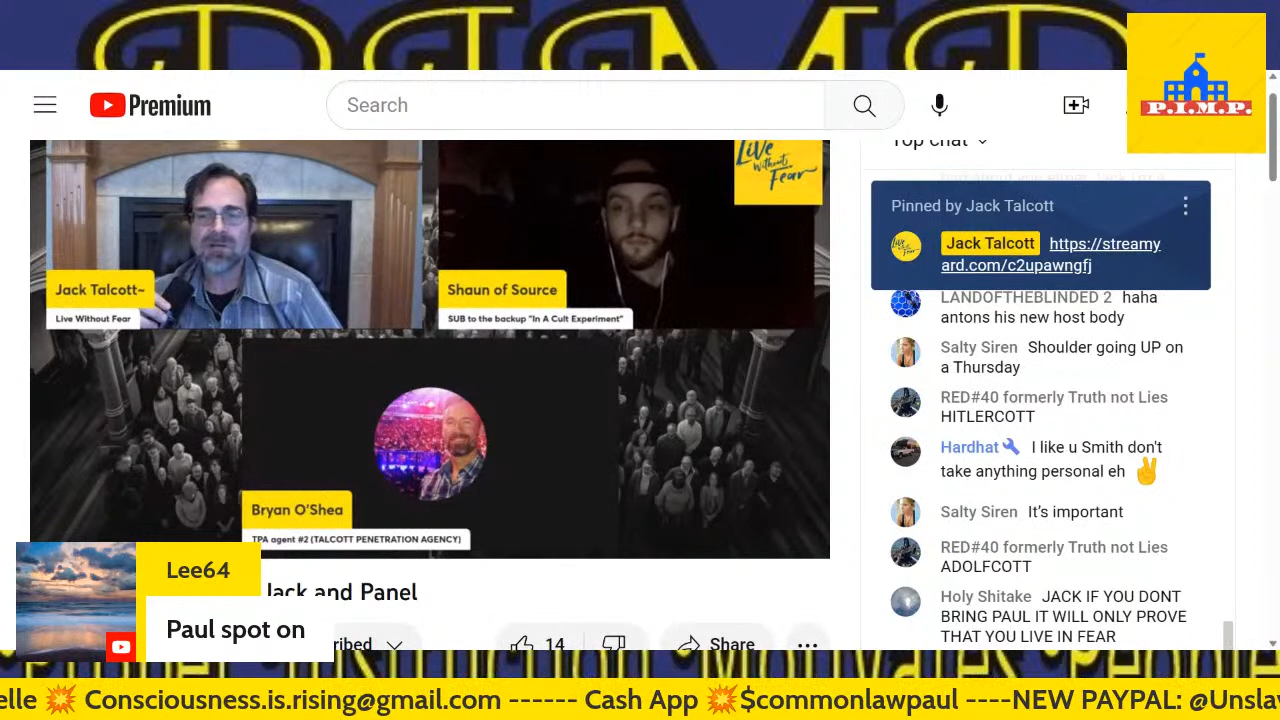 P.I.M.P.
Premium
Search
P.I.M.P.
Top chat
Live
Without
Fear
Pinned by Jack Talcott
Jack Talcott https://streamy
ard.com/c2upawngfj
Jack Talcott~
Live Without Fear
Shaun of Source
SUB to the backup "In A Cult Experiment"
LANDOFTHEBLINDED 2 haha
antons his new host body
Salty Siren Shoulder going UP on
a Thursday
RED#40 formerly Truth not Lies
HITLERCOTT
Hardhat I like u Smith don't
take anything personal eh ✌
Salty Siren It's important
RED#40 formerly Truth not Lies
ADOLFCOTT
Holy Shitake JACK IF YOU DONT
BRING PAUL IT WILL ONLY PROVE
THAT YOU LIVE IN FEAR
Bryan O'Shea
TPA agent #2 (TALCOTT PENETRATION AGENCY)
Jack and Panel
ribed
14
Share
Lee64
Paul spot on
elle 💥 Consciousness.is.rising@gmail.com ------ Cash App 💥$commonlawpaul ----NEW PAYPAL: @Unsla